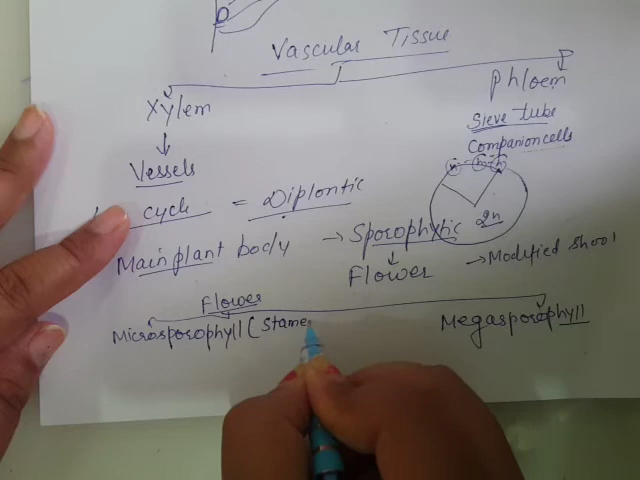 Vascular Tissue
Xylem
Phloem
Vessels
Sieve tube
Companion cells
n n n
cycle = Diplontic
2n
Main plant body → Sporophytic
Flower → Modified shoot
Flower
Microsporophyll ( Stame
Megasporophyll